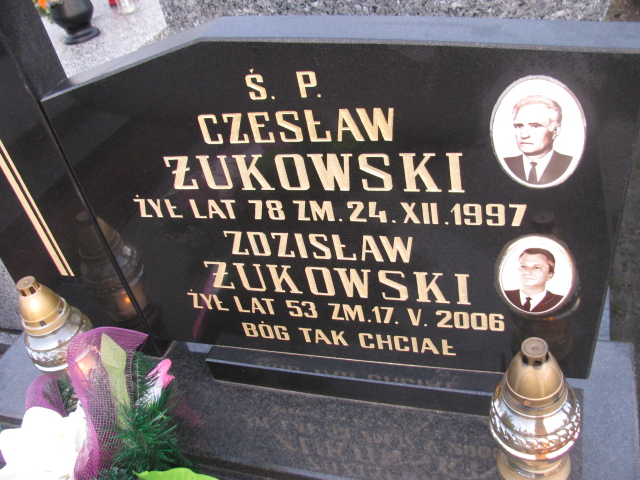 Ś. P.
CZESŁAW
ŻUKOWSKI
ŻYŁ LAT 78 ZM. 24. XII. 1997
ZDZISŁAW
ŻUKOWSKI
ŻYŁ LAT 53 ZM. 17. V. 2006
BÓG TAK CHCIAŁ